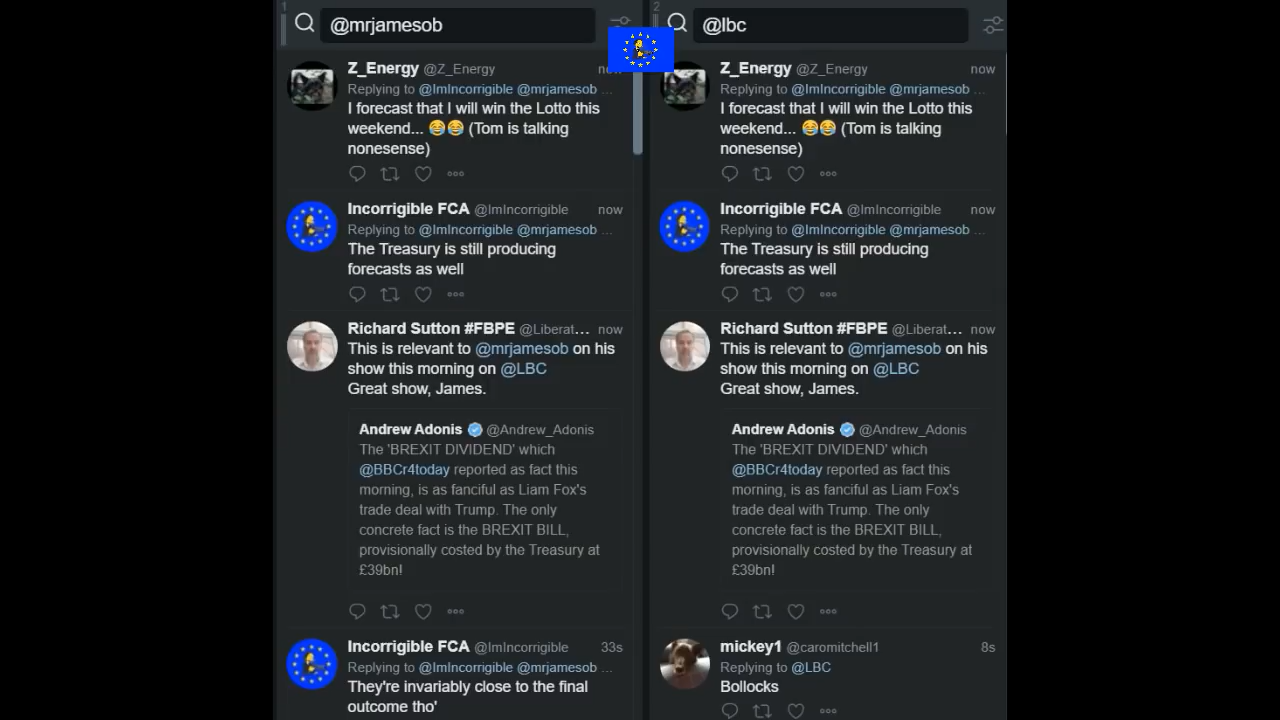 1
@mrjamesob
Z_Energy @Z_Energy now
Replying to @ImIncorrigible @mrjamesob ...
I forecast that I will win the Lotto this
weekend... 😂😂 (Tom is talking
nonesense)
Incorrigible FCA @ImIncorrigible now
Replying to @ImIncorrigible @mrjamesob ...
The Treasury is still producing
forecasts as well
Richard Sutton #FBPE @Liberat... now
This is relevant to @mrjamesob on his
show this morning on @LBC
Great show, James.
Andrew Adonis @Andrew_Adonis
The 'BREXIT DIVIDEND' which
@BBCr4today reported as fact this
morning, is as fanciful as Liam Fox's
trade deal with Trump. The only
concrete fact is the BREXIT BILL,
provisionally costed by the Treasury at
£39bn!
Incorrigible FCA @ImIncorrigible 33s
Replying to @ImIncorrigible @mrjamesob ...
They're invariably close to the final
outcome tho'
2
@lbc
Z_Energy @Z_Energy now
Replying to @ImIncorrigible @mrjamesob ...
I forecast that I will win the Lotto this
weekend... 😂😂 (Tom is talking
nonesense)
Incorrigible FCA @ImIncorrigible now
Replying to @ImIncorrigible @mrjamesob ...
The Treasury is still producing
forecasts as well
Richard Sutton #FBPE @Liberat... now
This is relevant to @mrjamesob on his
show this morning on @LBC
Great show, James.
Andrew Adonis @Andrew_Adonis
The 'BREXIT DIVIDEND' which
@BBCr4today reported as fact this
morning, is as fanciful as Liam Fox's
trade deal with Trump. The only
concrete fact is the BREXIT BILL,
provisionally costed by the Treasury at
£39bn!
mickey1 @caromitchell1 8s
Replying to @LBC
Bollocks